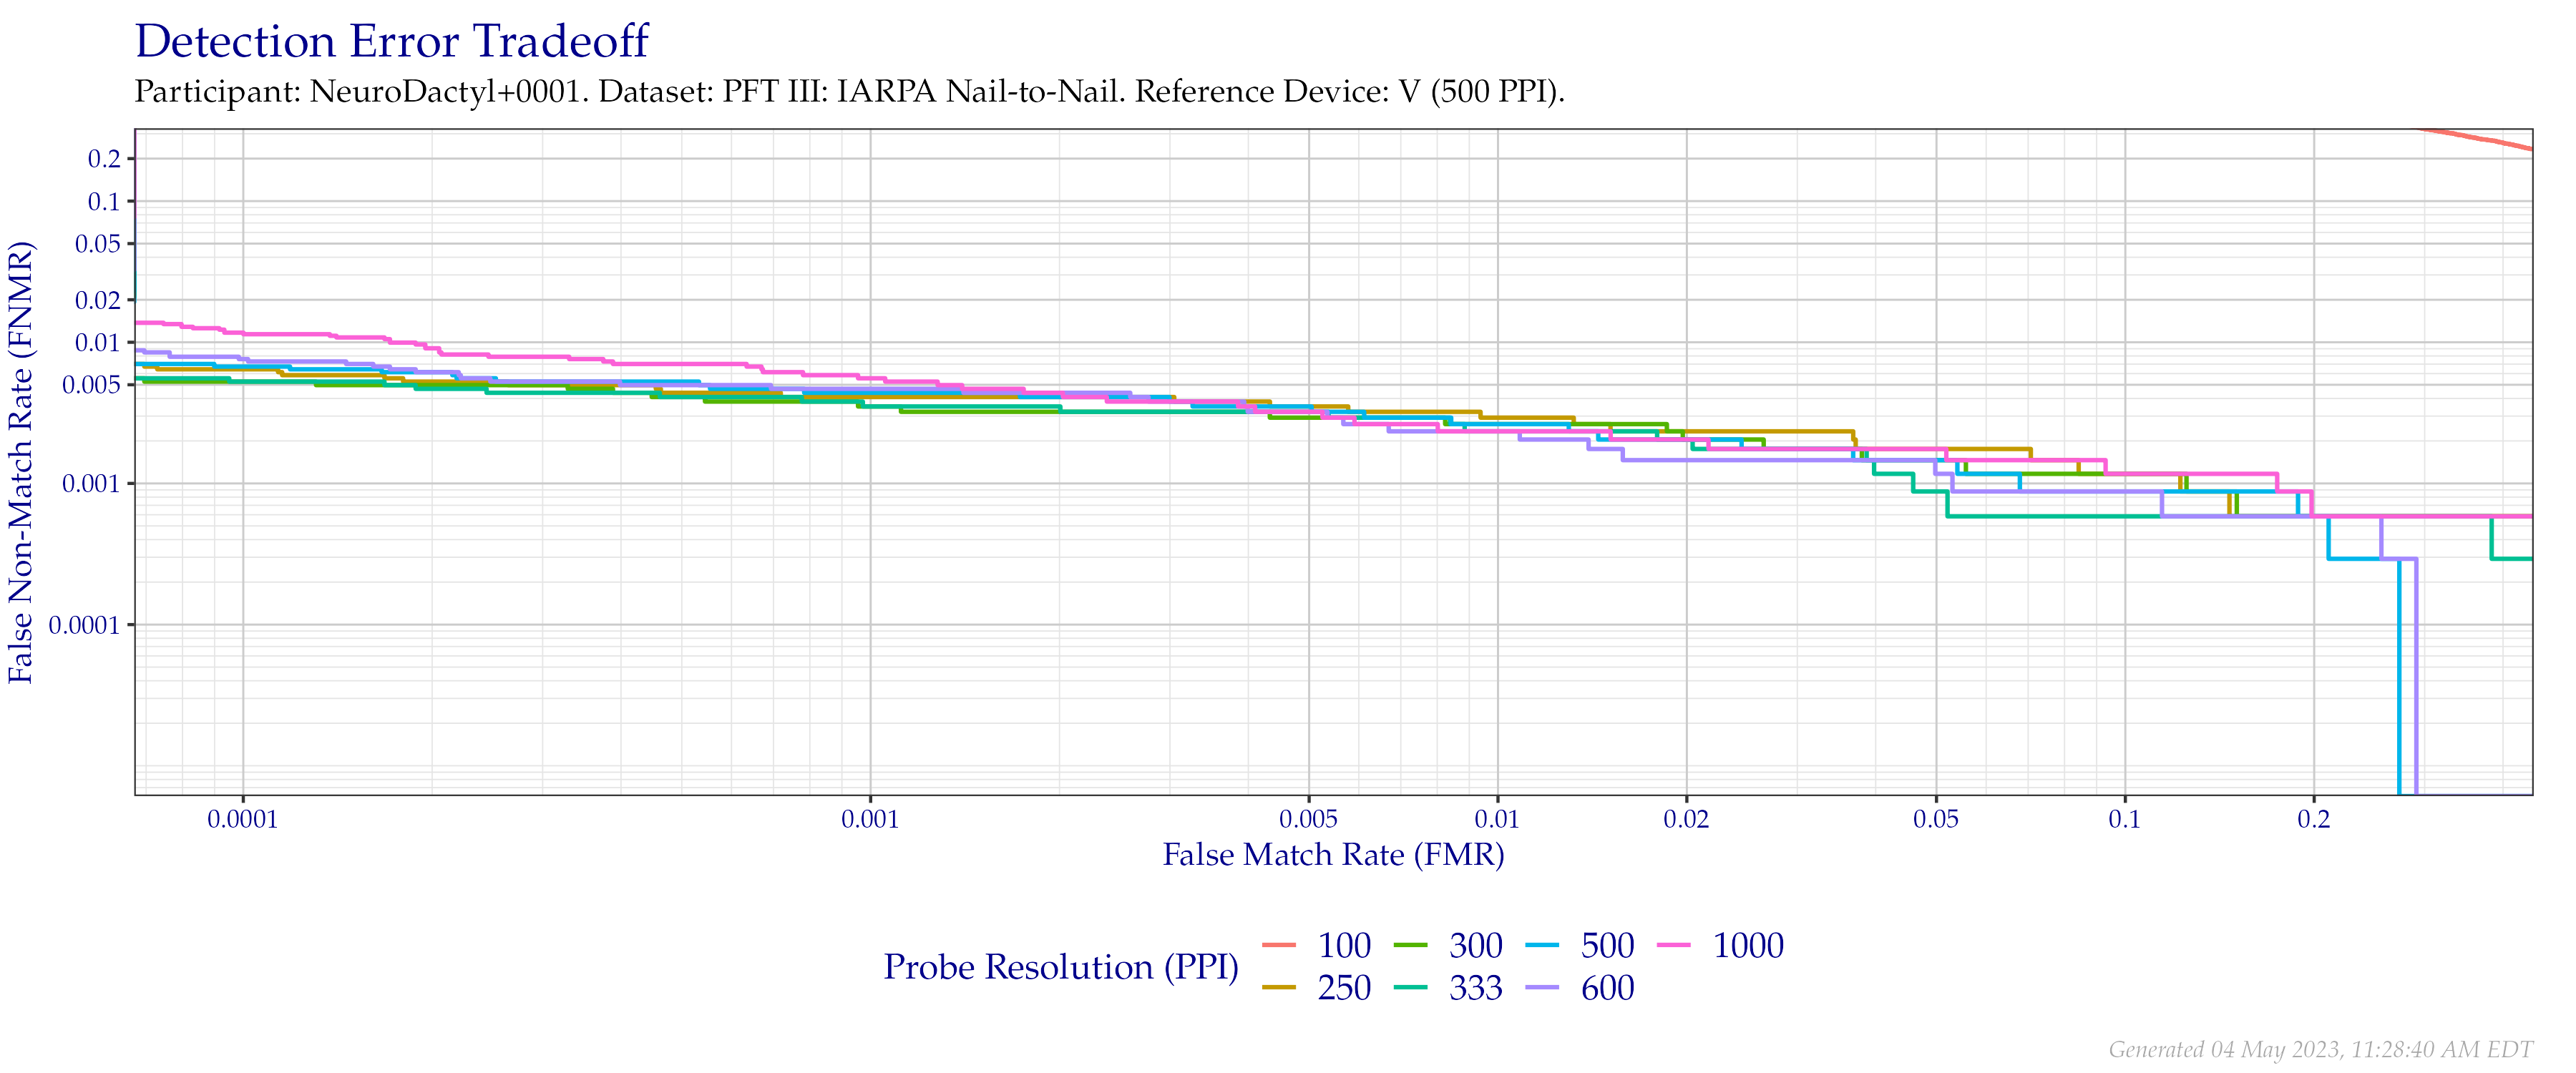 Detection Error Tradeoff
Participant: NeuroDactyl+0001. Dataset: PFT III: IARPA Nail-to-Nail. Reference Device: V (500 PPI).
False Non-Match Rate (FNMR)
0.2
0.1
0.05
0.02
0.01
0.005
0.001
0.0001
0.0001 0.001 0.005 0.01 0.02 0.05 0.1 0.2
False Match Rate (FMR)
Probe Resolution (PPI)
100 300 500 1000
250 333 600
Generated 04 May 2023, 11:28:40 AM EDT